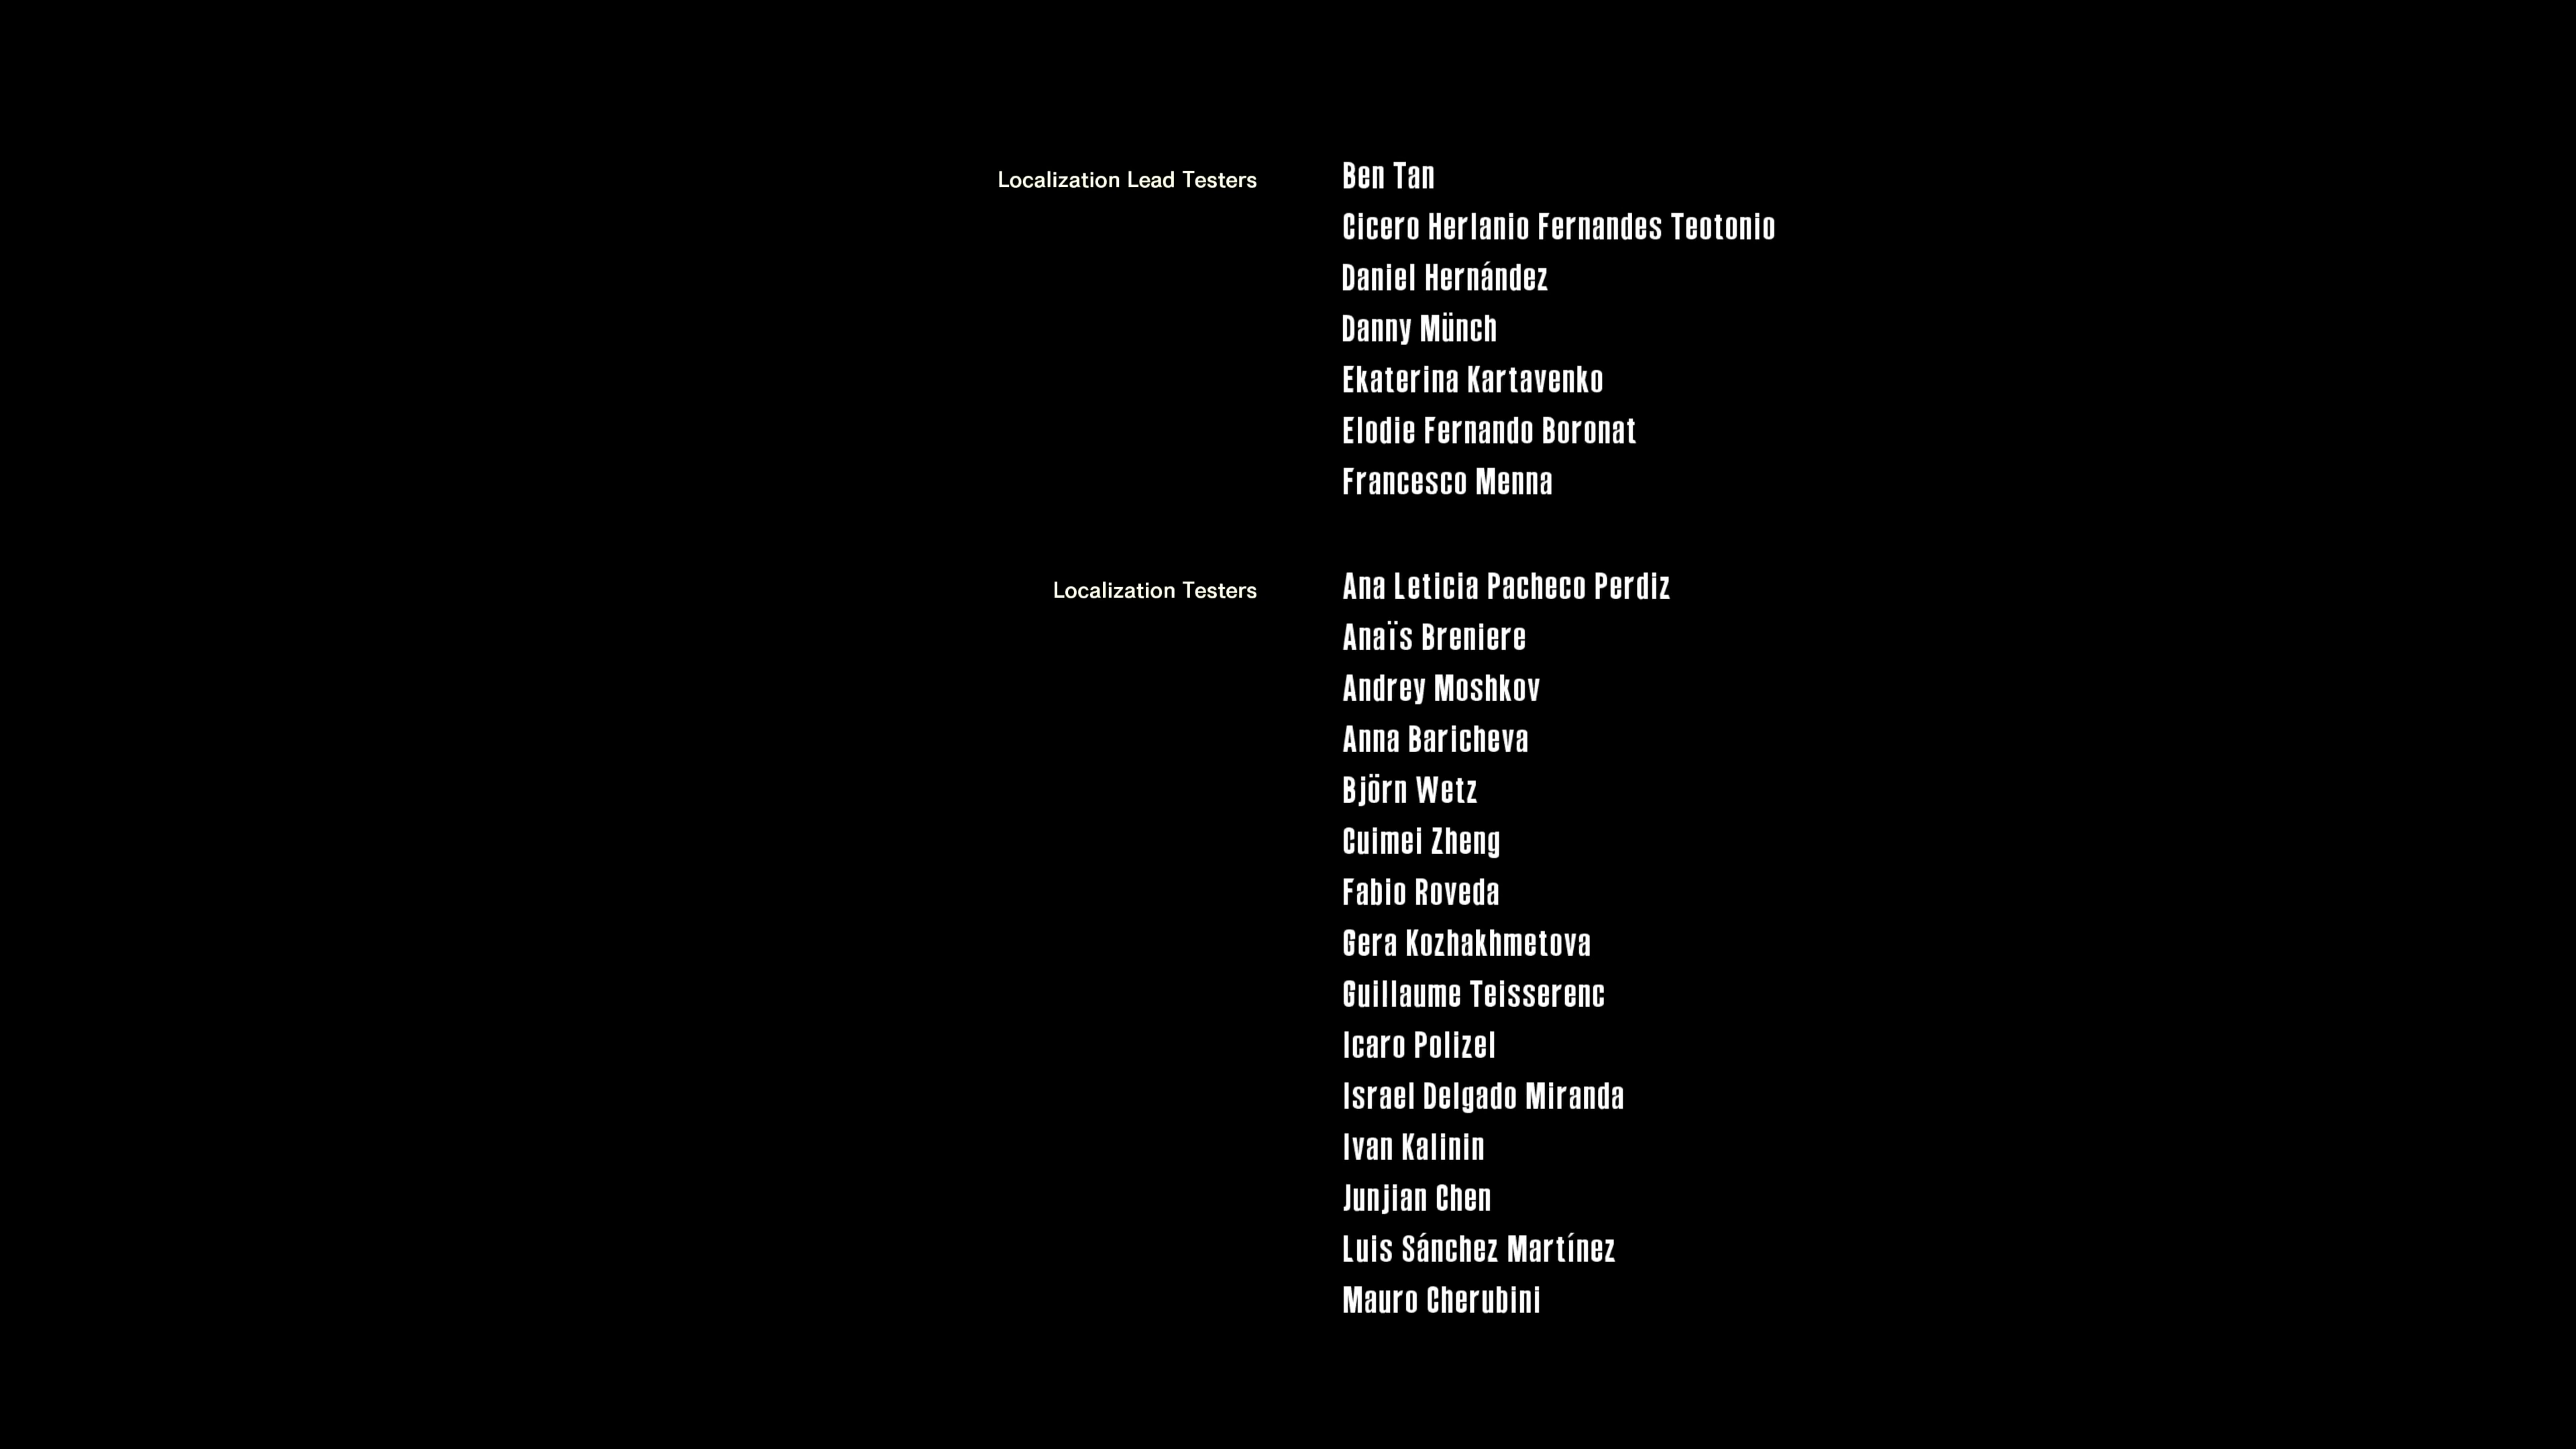 Localization Lead Testers Ben Tan
Cicero Herlanio Fernandes Teotonio
Daniel Hernández
Danny Münch
Ekaterina Kartavenko
Elodie Fernando Boronat
Francesco Menna
Localization Testers Ana Leticia Pacheco Perdiz
Anaïs Breniere
Andrey Moshkov
Anna Baricheva
Björn Wetz
Cuimei Zheng
Fabio Roveda
Gera Kozhakhmetova
Guillaume Teisserenc
Icaro Polizel
Israel Delgado Miranda
Ivan Kalinin
Junjian Chen
Luis Sánchez Martínez
Mauro Cherubini